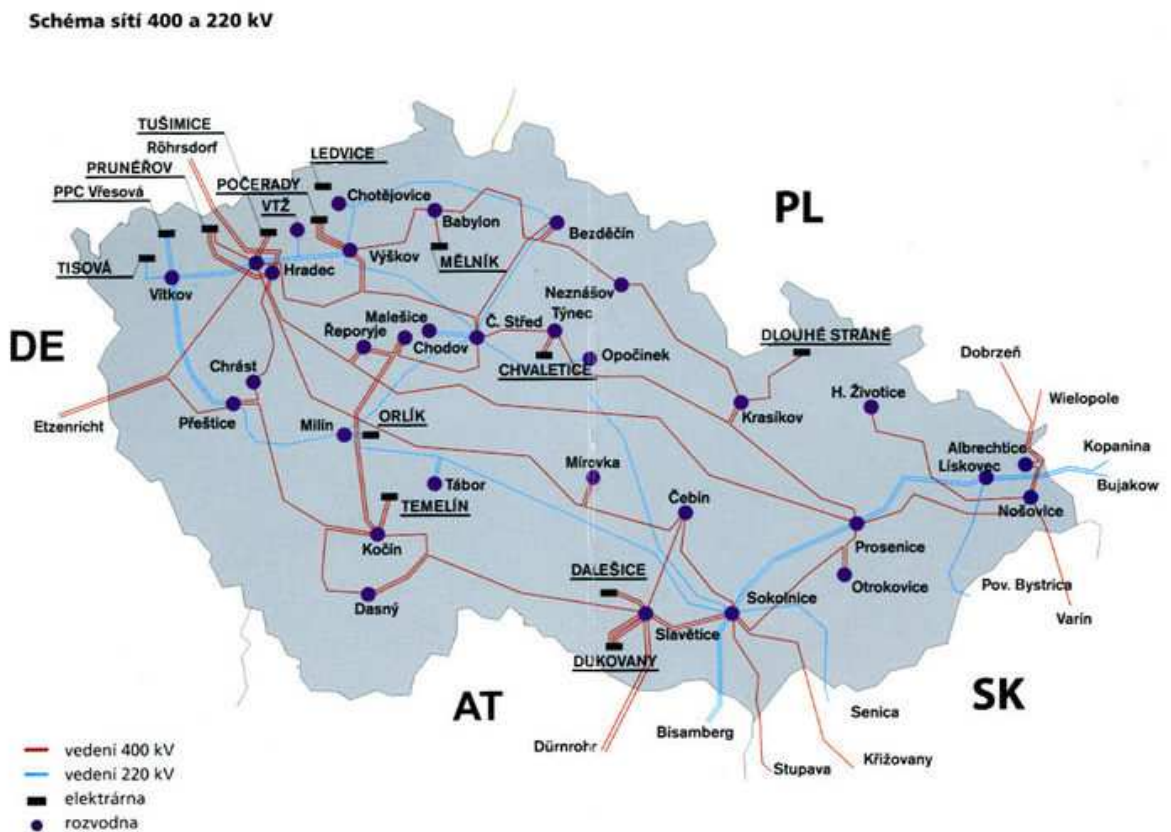 Schéma sítí 400 a 220 kV
TUŠIMICE
Röhrsdorf
LEDVICE
PRUNÉŘOV
PPC Vřesová
POČERADY
Chotějovice
VTŽ
Babylon
Bezděčín
PL
TISOVÁ
Vítkov
Hradec
Výškov
MĚLNÍK
Neznášov
Týnec
Malešice
Č. Střed
Řeporyje
Chodov
Opočinek
DLOUHÉ STRÁNĚ
DE
Chrást
CHVALETICE
Dobrzeń
H. Životice
Wielopole
Etzenricht
Přeštice
Milín
ORLÍK
Krasíkov
Albrechtice
Kopanina
Mírovka
Lískovec
Bujakow
Tábor
Čebín
TEMELÍN
Nošovice
Kočín
Prosenice
DALEŠICE
Otrokovice
Pov. Bystrica
Dasný
Sokolnice
Varín
Slavětice
DUKOVANY
AT
SK
Senica
Bisamberg
Dürnrohr
Křižovany
Stupava
vedení 400 kV
vedení 220 kV
elektrárna
rozvodna